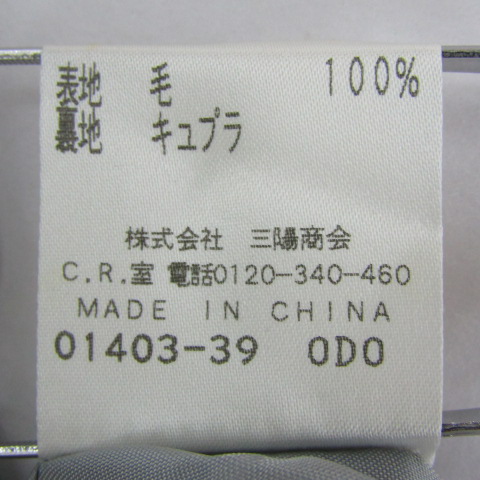 表地 毛 100%
裏地 キュプラ
株式会社 三陽商会
C.R.室 電話0120-340-460
MADE IN CHINA
01403-39 0D0